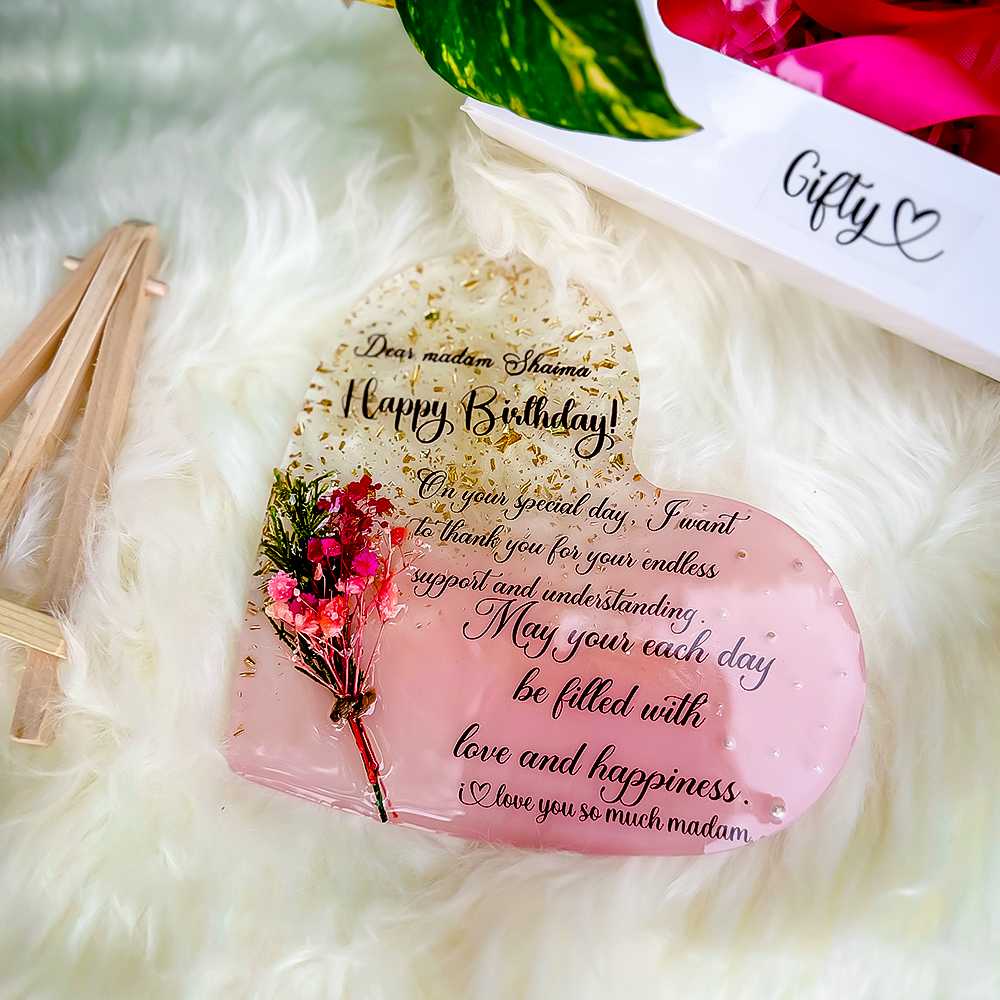 Gifty
Dear madam Shaima
Happy Birthday!
On your special day, I want
to thank you for your endless
support and understanding.
May your each day
be filled with
love and happiness.
i love you so much madam